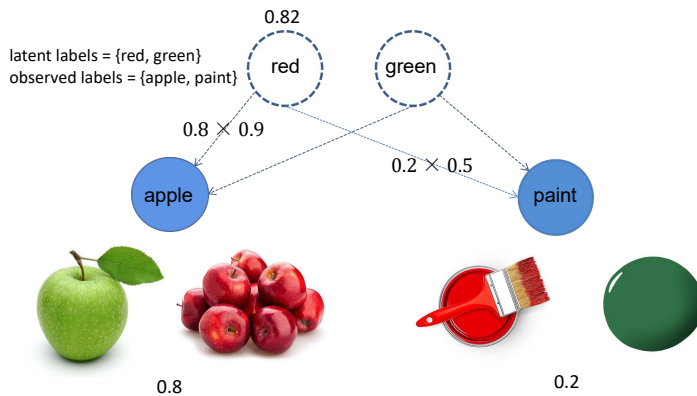 0.82
latent labels = {red, green}
observed labels = {apple, paint}
red
green
0.8 × 0.9
0.2 × 0.5
apple
paint
0.8
0.2